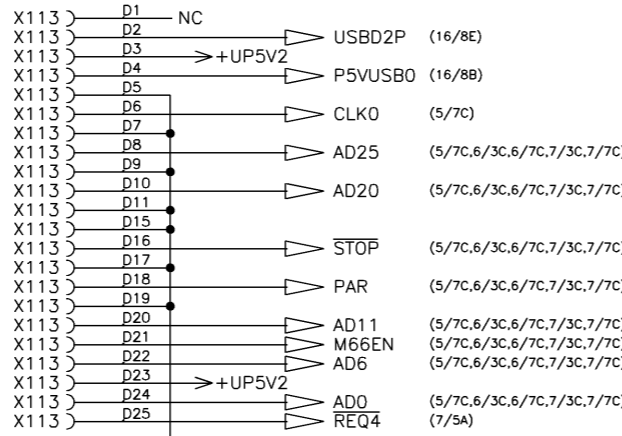 X113 D1 NC
X113 D2 USBD2P (16/8E)
X113 D3 +UP5V2
X113 D4 P5VUSB0 (16/8B)
X113 D5
X113 D6 CLK0 (5/7C)
X113 D7
X113 D8 AD25 (5/7C,6/3C,6/7C,7/3C,7/7C)
X113 D9
X113 D10 AD20 (5/7C,6/3C,6/7C,7/3C,7/7C)
X113 D11
X113 D15
X113 D16 STOP (5/7C,6/3C,6/7C,7/3C,7/7C)
X113 D17
X113 D18 PAR (5/7C,6/3C,6/7C,7/3C,7/7C)
X113 D19
X113 D20 AD11 (5/7C,6/3C,6/7C,7/3C,7/7C)
X113 D21 M66EN (5/7C,6/3C,6/7C,7/3C,7/7C)
X113 D22 AD6 (5/7C,6/3C,6/7C,7/3C,7/7C)
X113 D23 +UP5V2
X113 D24 AD0 (5/7C,6/3C,6/7C,7/3C,7/7C)
X113 D25 REQ4 (7/5A)